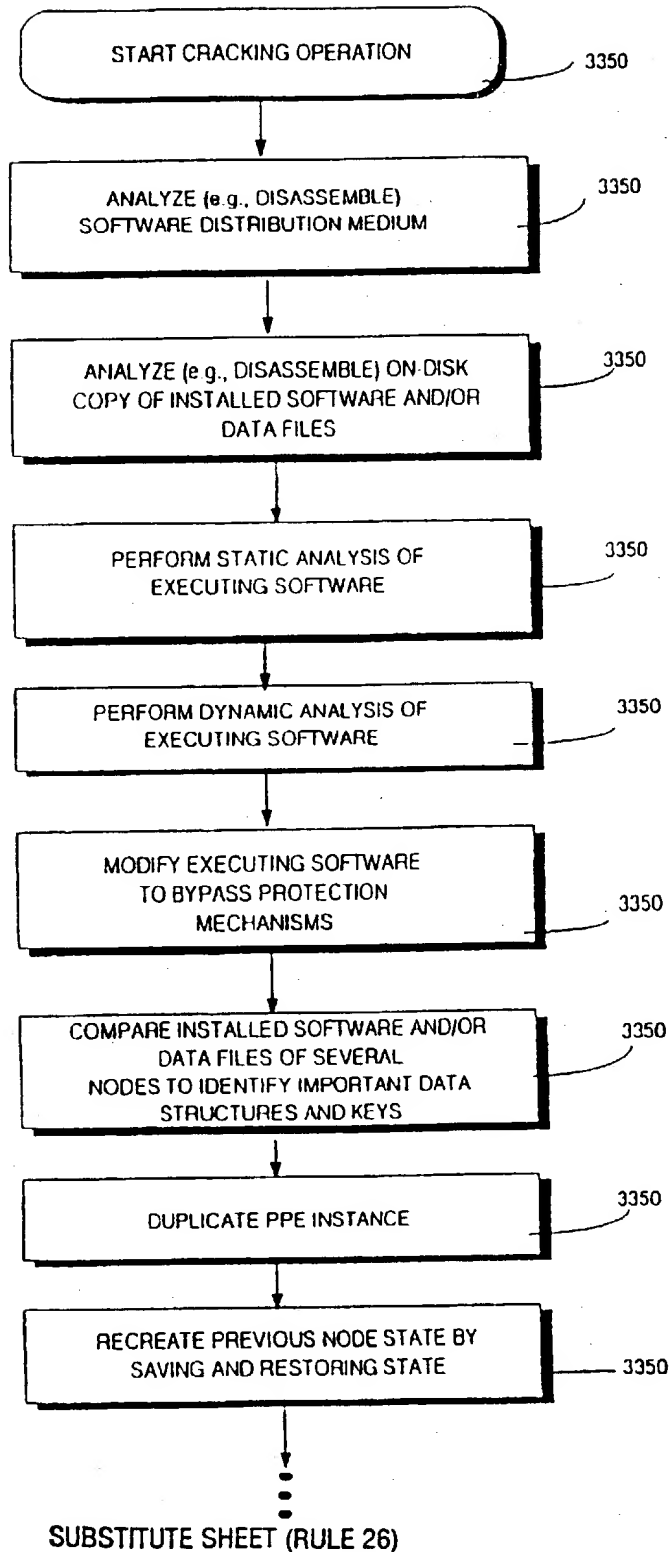 START CRACKING OPERATION
3350
ANALYZE (e.g., DISASSEMBLE)
SOFTWARE DISTRIBUTION MEDIUM
3350
ANALYZE (e.g., DISASSEMBLE) ON-DISK
COPY OF INSTALLED SOFTWARE AND/OR
DATA FILES
3350
PERFORM STATIC ANALYSIS OF
EXECUTING SOFTWARE
3350
PERFORM DYNAMIC ANALYSIS OF
EXECUTING SOFTWARE
3350
MODIFY EXECUTING SOFTWARE
TO BYPASS PROTECTION
MECHANISMS
3350
COMPARE INSTALLED SOFTWARE AND/OR
DATA FILES OF SEVERAL
NODES TO IDENTIFY IMPORTANT DATA
STRUCTURES AND KEYS
3350
DUPLICATE PPE INSTANCE
3350
RECREATE PREVIOUS NODE STATE BY
SAVING AND RESTORING STATE
3350
SUBSTITUTE SHEET (RULE 26)